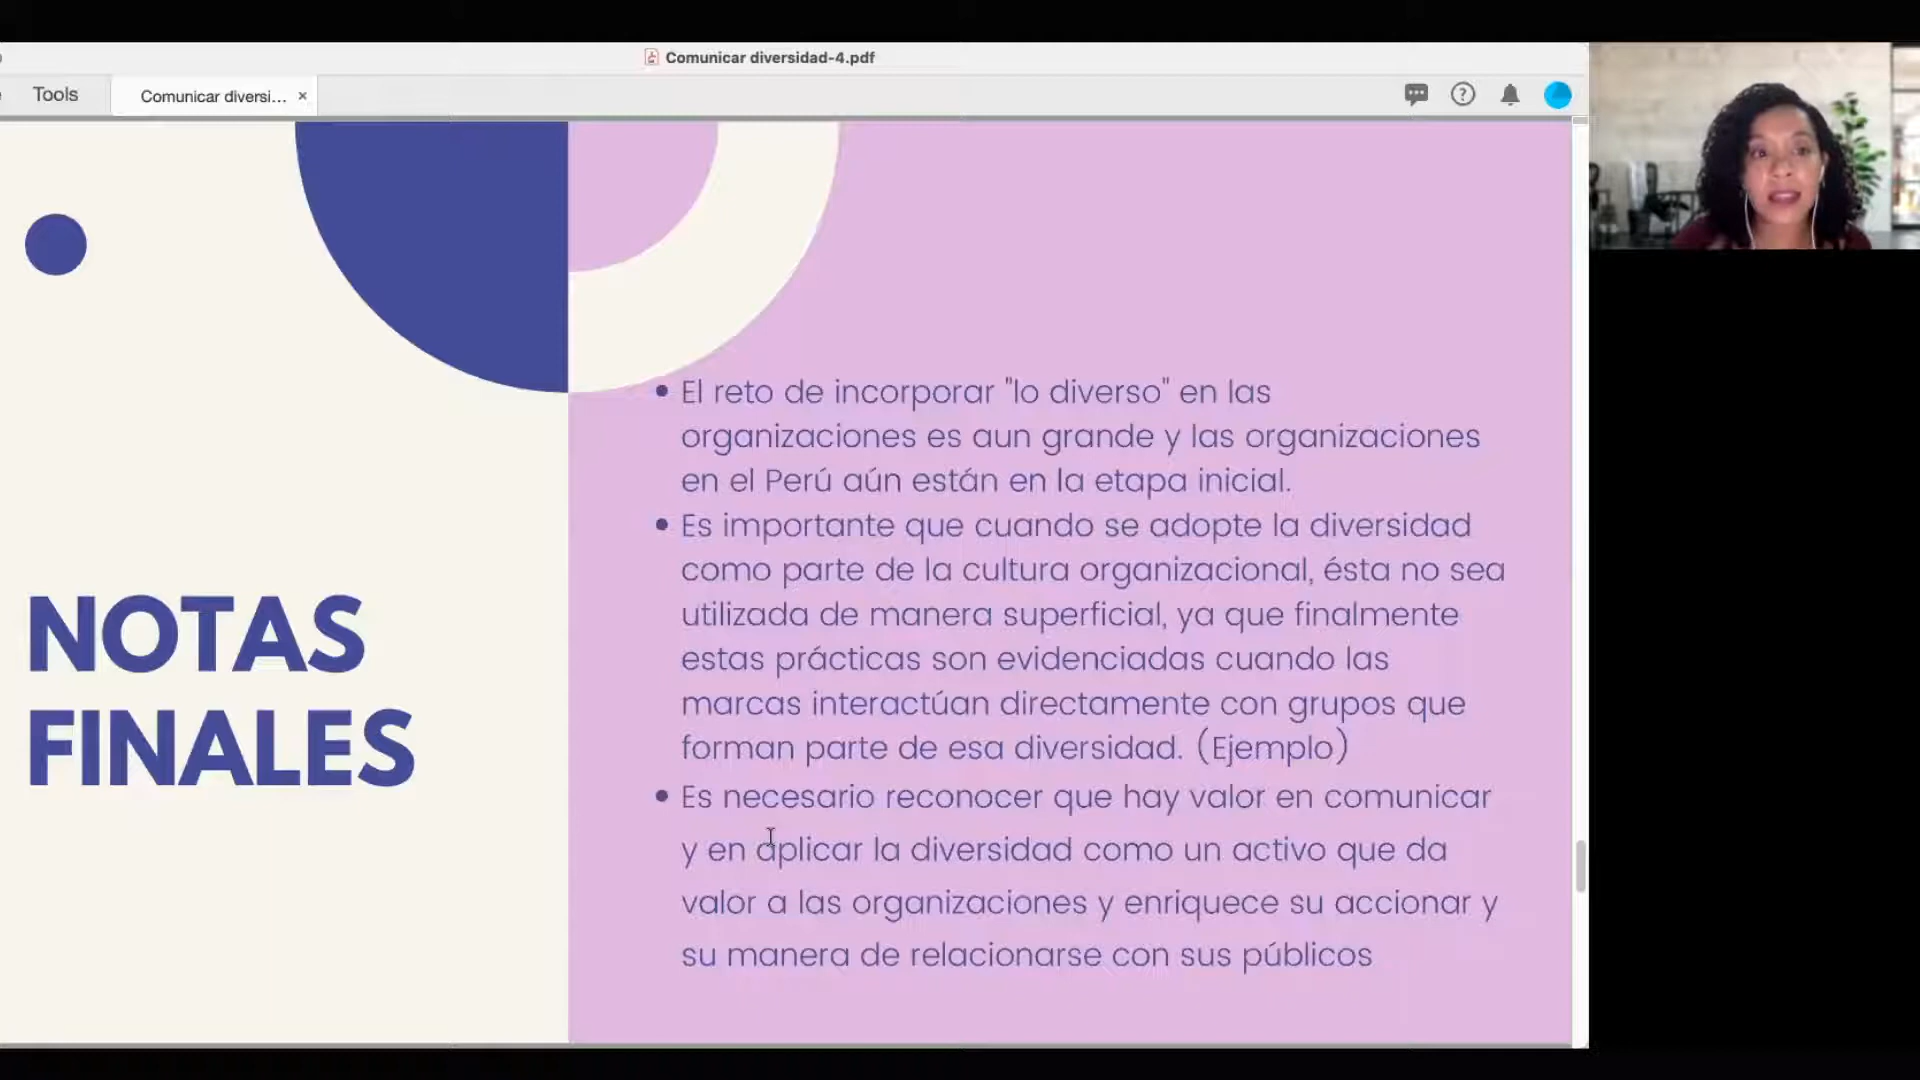 Comunicar diversidad-4.pdf
Tools
Comunicar diversi... ×
NOTAS
FINALES
• El reto de incorporar "lo diverso" en las
organizaciones es aun grande y las organizaciones
en el Perú aún están en la etapa inicial.
• Es importante que cuando se adopte la diversidad
como parte de la cultura organizacional, ésta no sea
utilizada de manera superficial, ya que finalmente
estas prácticas son evidenciadas cuando las
marcas interactúan directamente con grupos que
forman parte de esa diversidad. (Ejemplo)
• Es necesario reconocer que hay valor en comunicar
y en aplicar la diversidad como un activo que da
valor a las organizaciones y enriquece su accionar y
su manera de relacionarse con sus públicos